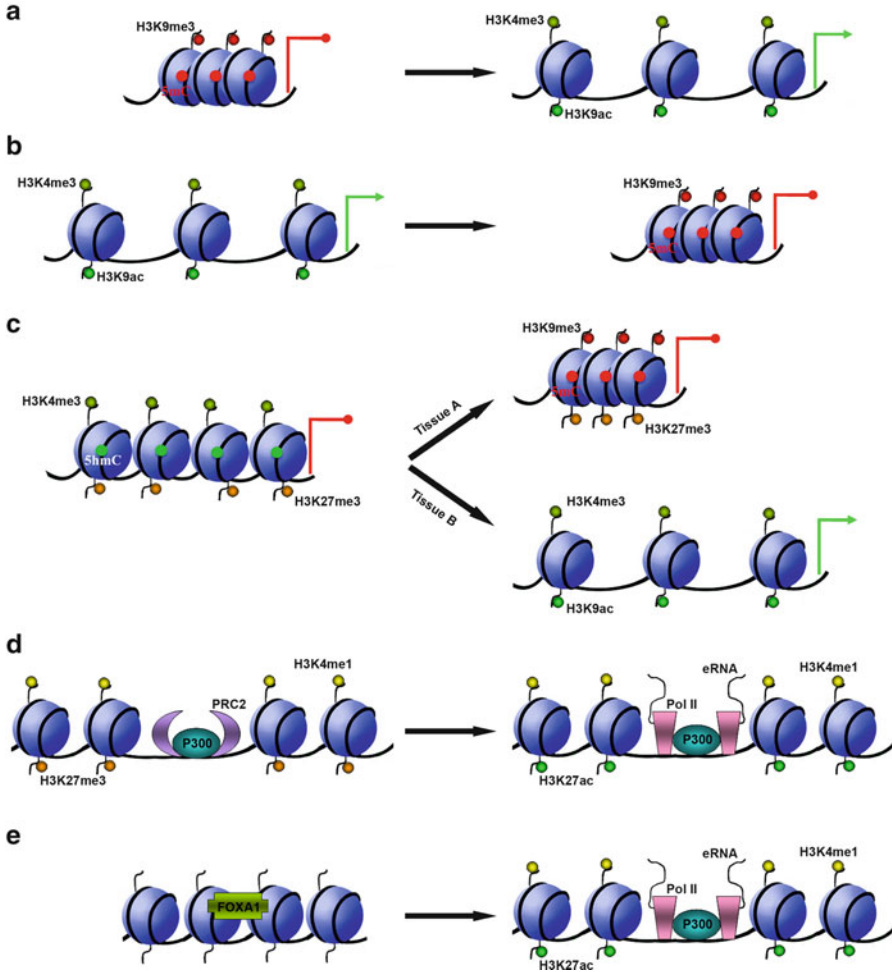 a
H3K9me3
5mC
H3K4me3
H3K9ac
b
H3K4me3
H3K9ac
H3K9me3
5mC
c
H3K4me3
5hmC
H3K27me3
Tissue A
Tissue B
H3K9me3
5mC
H3K27me3
H3K4me3
H3K9ac
d
H3K4me1
PRC2
P300
H3K27me3
eRNA
H3K4me1
Pol II
P300
H3K27ac
e
FOXA1
eRNA
H3K4me1
Pol II
P300
H3K27ac